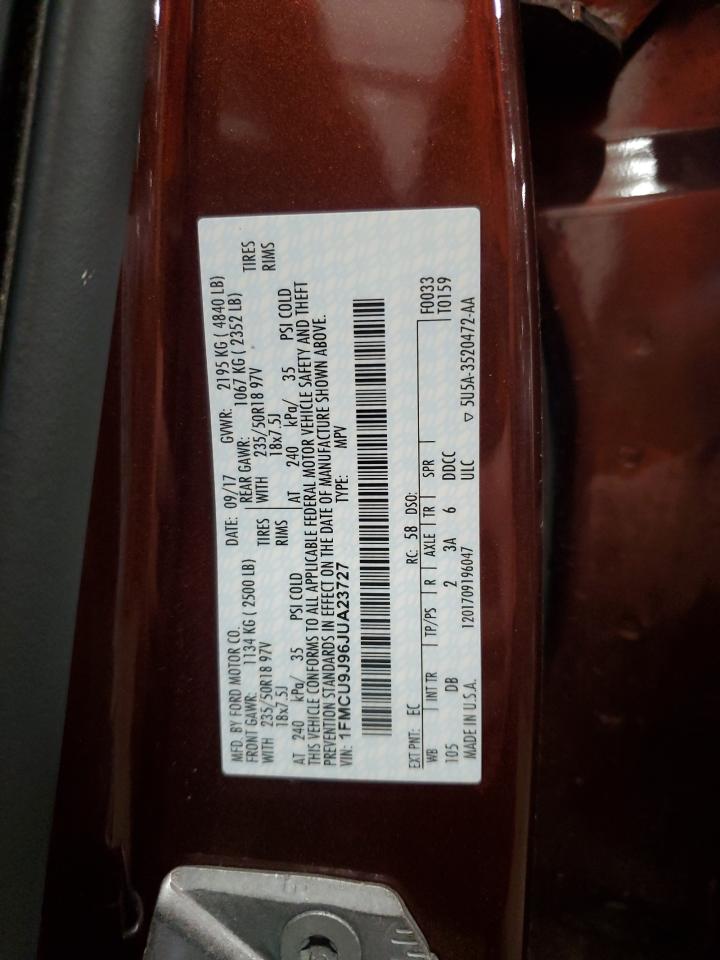 MFD. BY FORD MOTOR CO.
DATE: 09/17 GVWR: 2195 KG ( 4840 LB)
FRONT GAWR: 1134 KG ( 2500 LB) REAR GAWR: 1067 KG ( 2352 LB)
WITH 235/50R18 97V TIRES WITH 235/50R18 97V TIRES
18x7.5J RIMS 18x7.5J RIMS
AT 240 kPa/ 35 PSI COLD AT 240 kPa/ 35 PSI COLD
THIS VEHICLE CONFORMS TO ALL APPLICABLE FEDERAL MOTOR VEHICLE SAFETY AND THEFT
PREVENTION STANDARDS IN EFFECT ON THE DATE OF MANUFACTURE SHOWN ABOVE.
VIN: 1FMCU9J96JUA23727 TYPE: MPV
EXT PNT: EC RC: 58 DSO: F0033
WB INT TR TP/PS R AXLE TR SPR T0159
105 DB 2 3A 6 DDCC
MADE IN U.S.A. 1201709196047 ULC ▽ 5U5A-3520472-AA